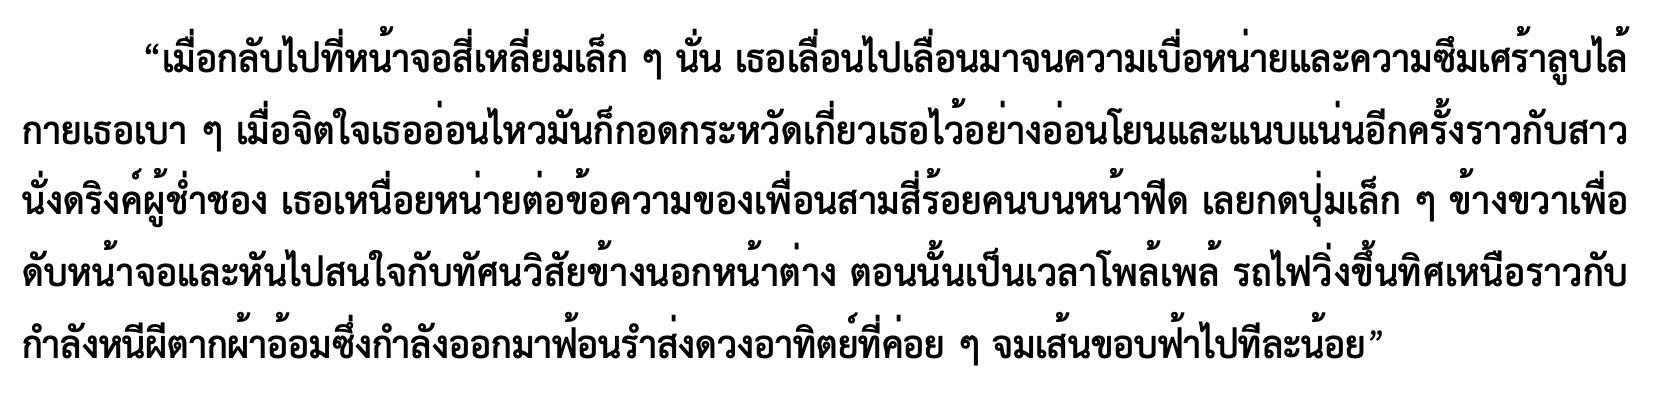 “เมื่อกลับไปที่หน้าจอสี่เหลี่ยมเล็ก ๆ นั่น เธอเลื่อนไปเลื่อนมาจนความเบื่อหน่ายและความซึมเศร้าลูบไล้
กายเธอเบา ๆ เมื่อจิตใจเธออ่อนไหวมันก็กอดกระหวัดเกี่ยวเธอไว้อย่างอ่อนโยนและแนบแน่นอีกครั้งราวกับสาว
นั่งดริงค์ผู้ช่ำชอง เธอเหนื่อยหน่ายต่อข้อความของเพื่อนสามสี่ร้อยคนบนหน้าฟีด เลยกดปุ่มเล็ก ๆ ข้างขวาเพื่อ
ดับหน้าจอและหันไปสนใจกับทัศนวิสัยข้างนอกหน้าต่าง ตอนนั้นเป็นเวลาโพล้เพล้ รถไฟวิ่งขึ้นทิศเหนือราวกับ
กำลังหนีผีตากผ้าอ้อมซึ่งกำลังออกมาฟ้อนรำส่งดวงอาทิตย์ที่ค่อย ๆ จมเส้นขอบฟ้าไปทีละน้อย”